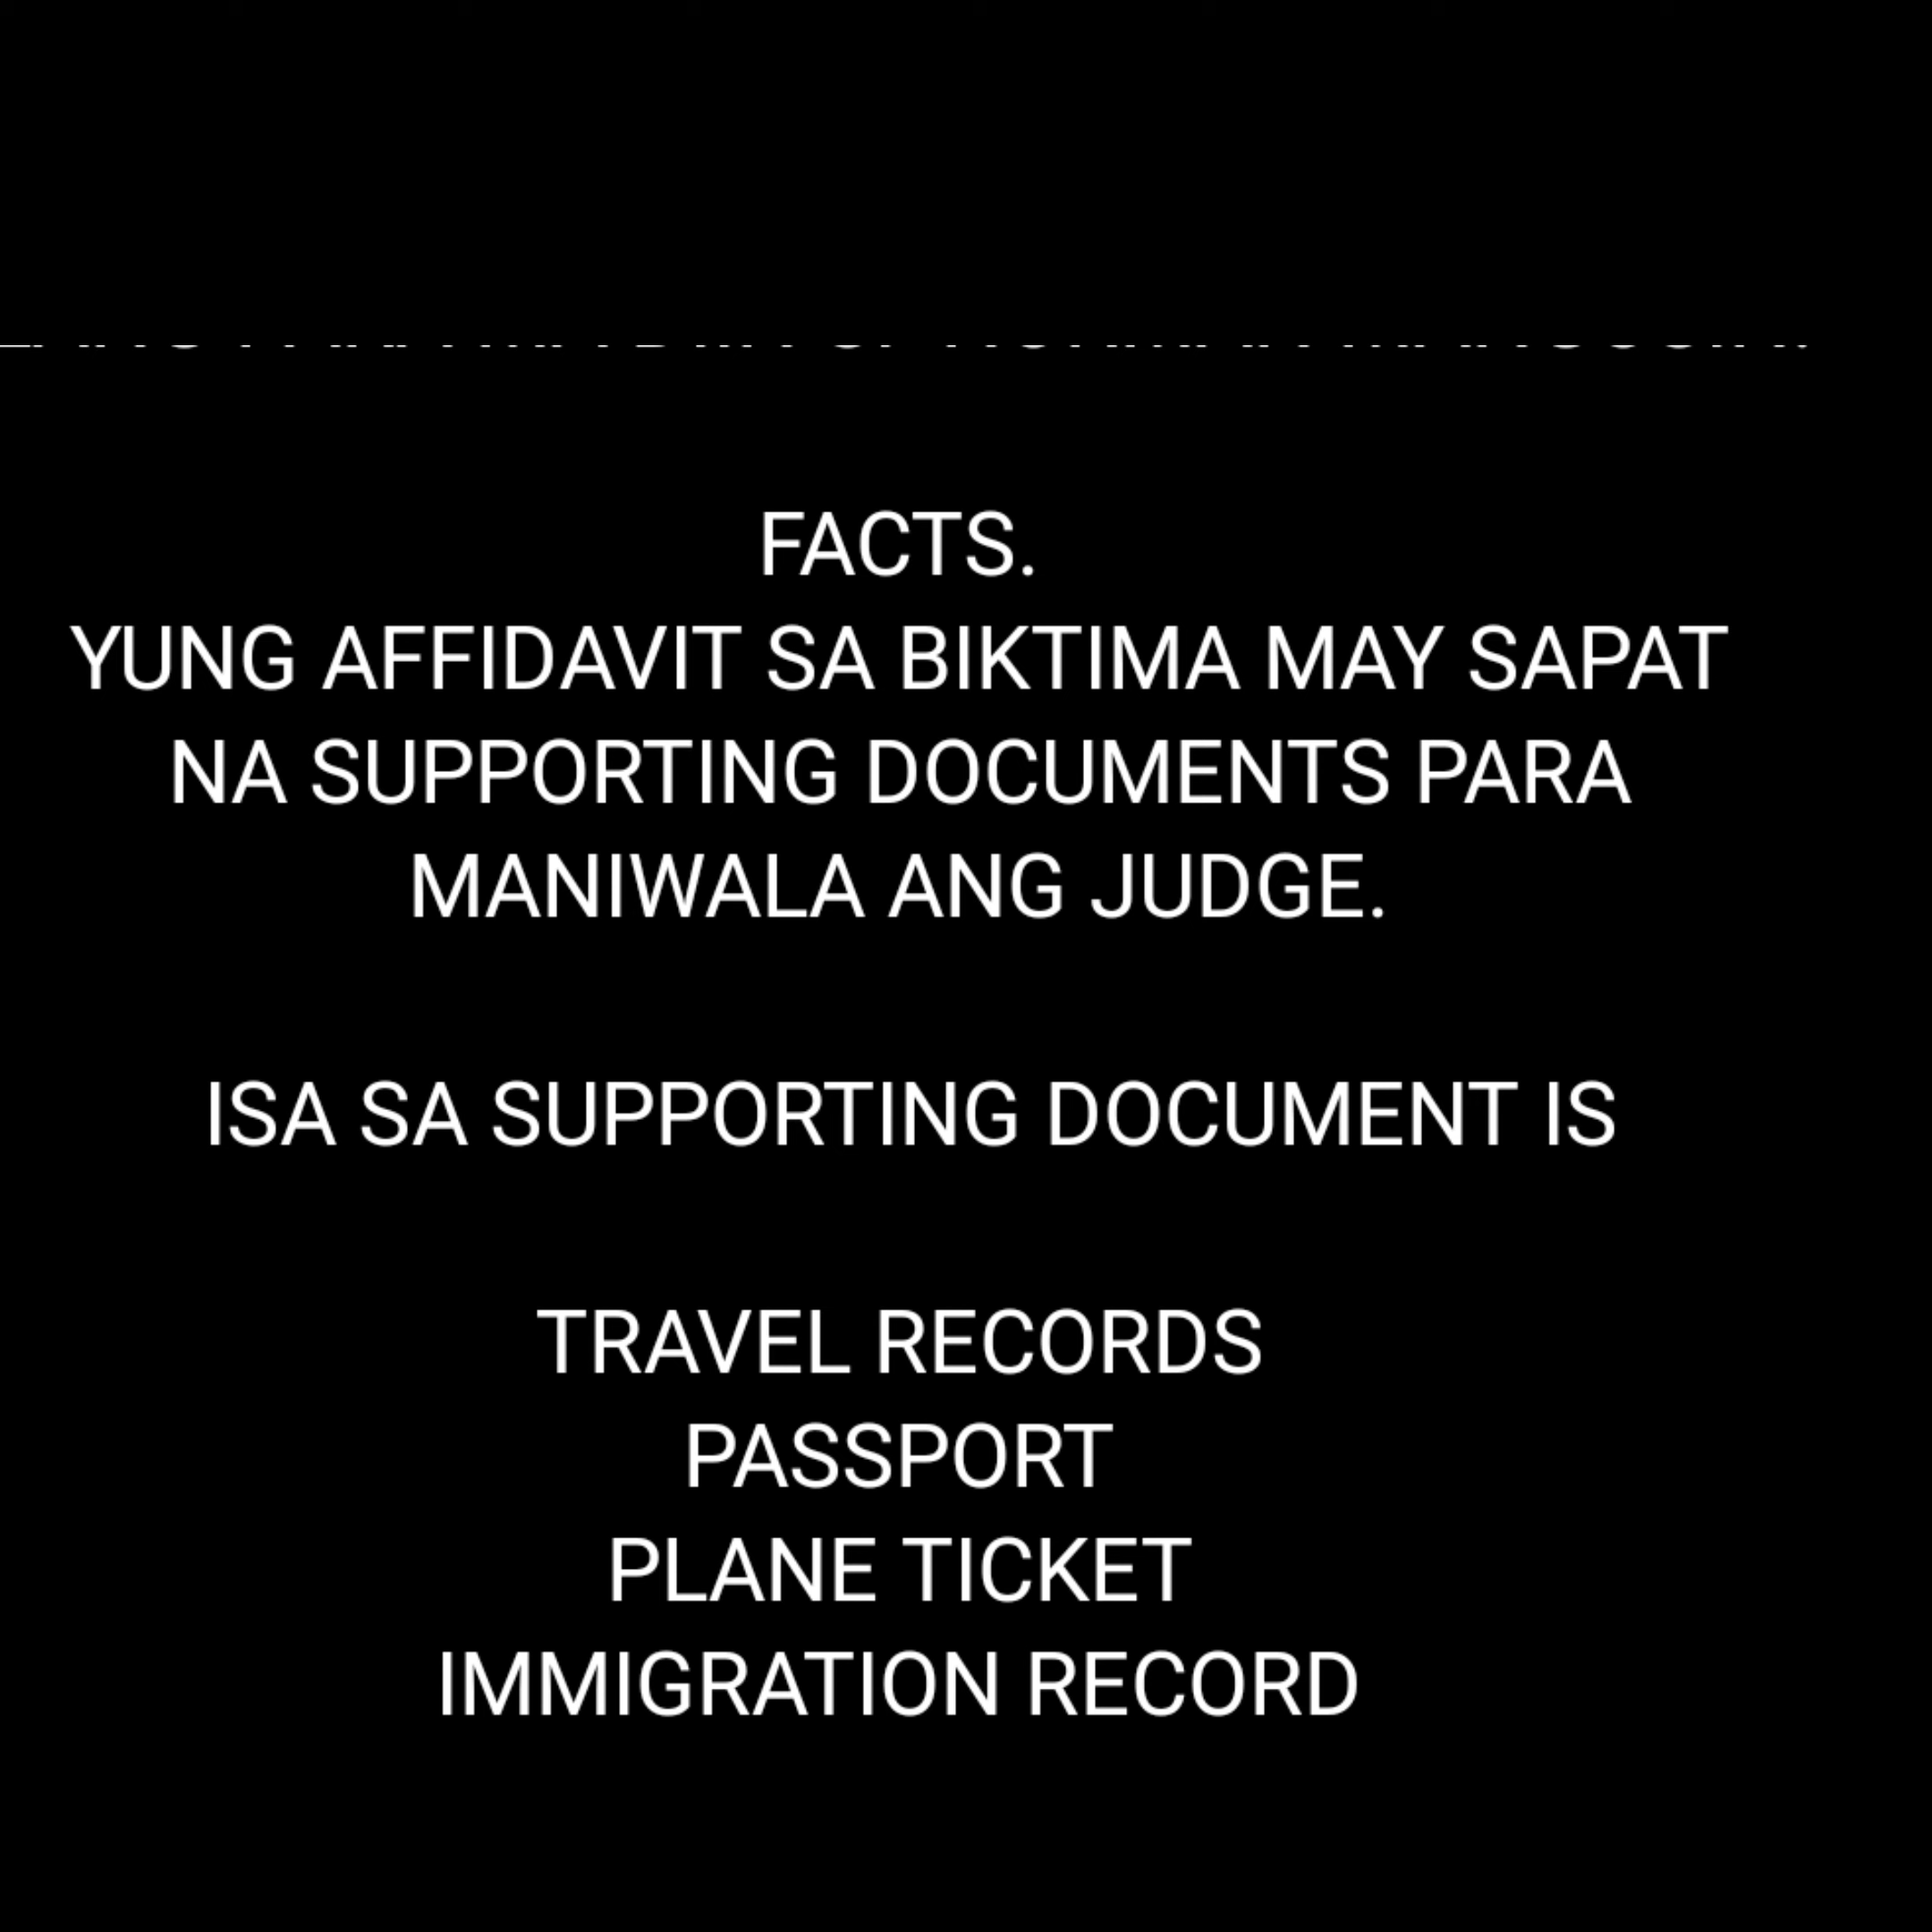 FACTS.
YUNG AFFIDAVIT SA BIKTIMA MAY SAPAT
NA SUPPORTING DOCUMENTS PARA
MANIWALA ANG JUDGE.
ISA SA SUPPORTING DOCUMENT IS
TRAVEL RECORDS
PASSPORT
PLANE TICKET
IMMIGRATION RECORD